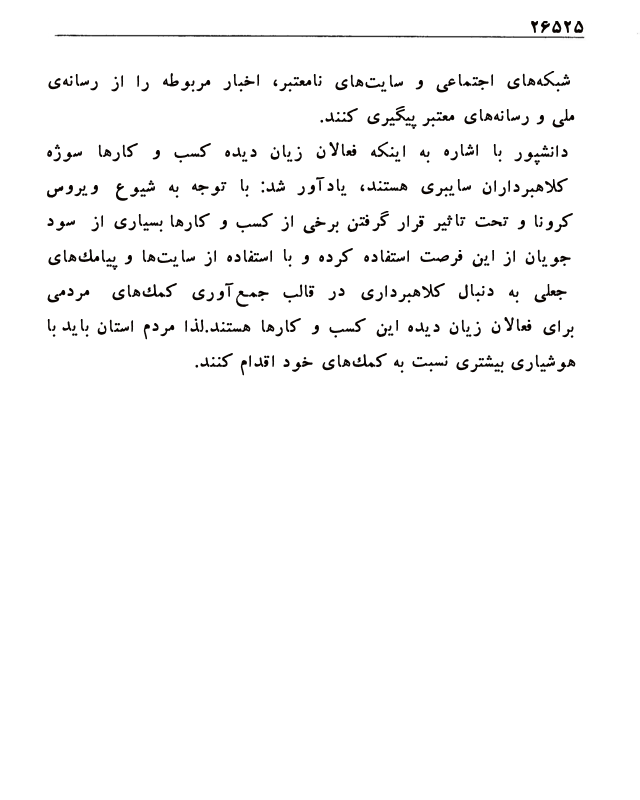 ۲۶۵۲۵
شبکه‌های اجتماعی و سایت‌های نامعتبر، اخبار مربوطه را از رسانه‌ی
ملی و رسانه‌های معتبر پیگیری کنند.
دانشپور با اشاره به اینکه فعالان زیان دیده کسب و کارها سوژه
کلاهبرداران سایبری هستند، یادآور شد: با توجه به شیوع ویروس
کرونا و تحت تاثیر قرار گرفتن برخی از کسب و کارها بسیاری از سود
جویان از این فرصت استفاده کرده و با استفاده از سایت‌ها و پیامك‌های
جعلی به دنبال کلاهبرداری در قالب جمع‌آوری کمك‌های مردمی
برای فعالان زیان دیده این کسب و کارها هستند.لذا مردم استان باید با
هوشیاری بیشتری نسبت به کمك‌های خود اقدام کنند.